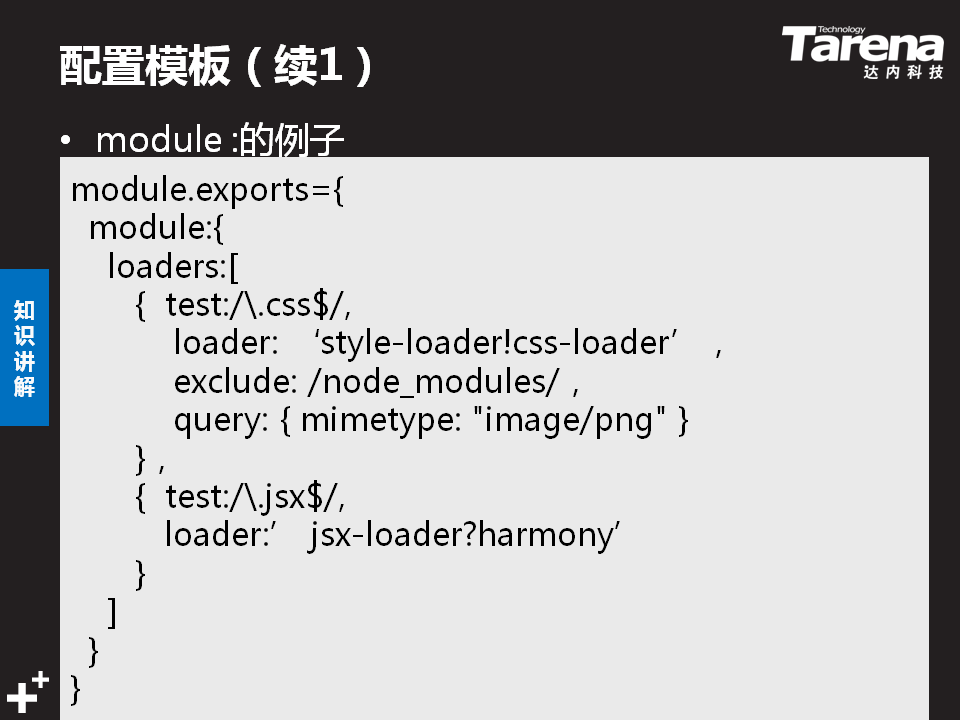 配置模板（续1）
Technology
Tarena
达内科技
• module :的例子
module.exports={
module:{
loaders:[
{ test:/\.css$/,
loader: ‘style-loader!css-loader’ ,
exclude: /node_modules/ ,
query: { mimetype: "image/png" }
} ,
{ test:/\.jsx$/,
loader:’ jsx-loader?harmony’
}
]
}
}
知识讲解